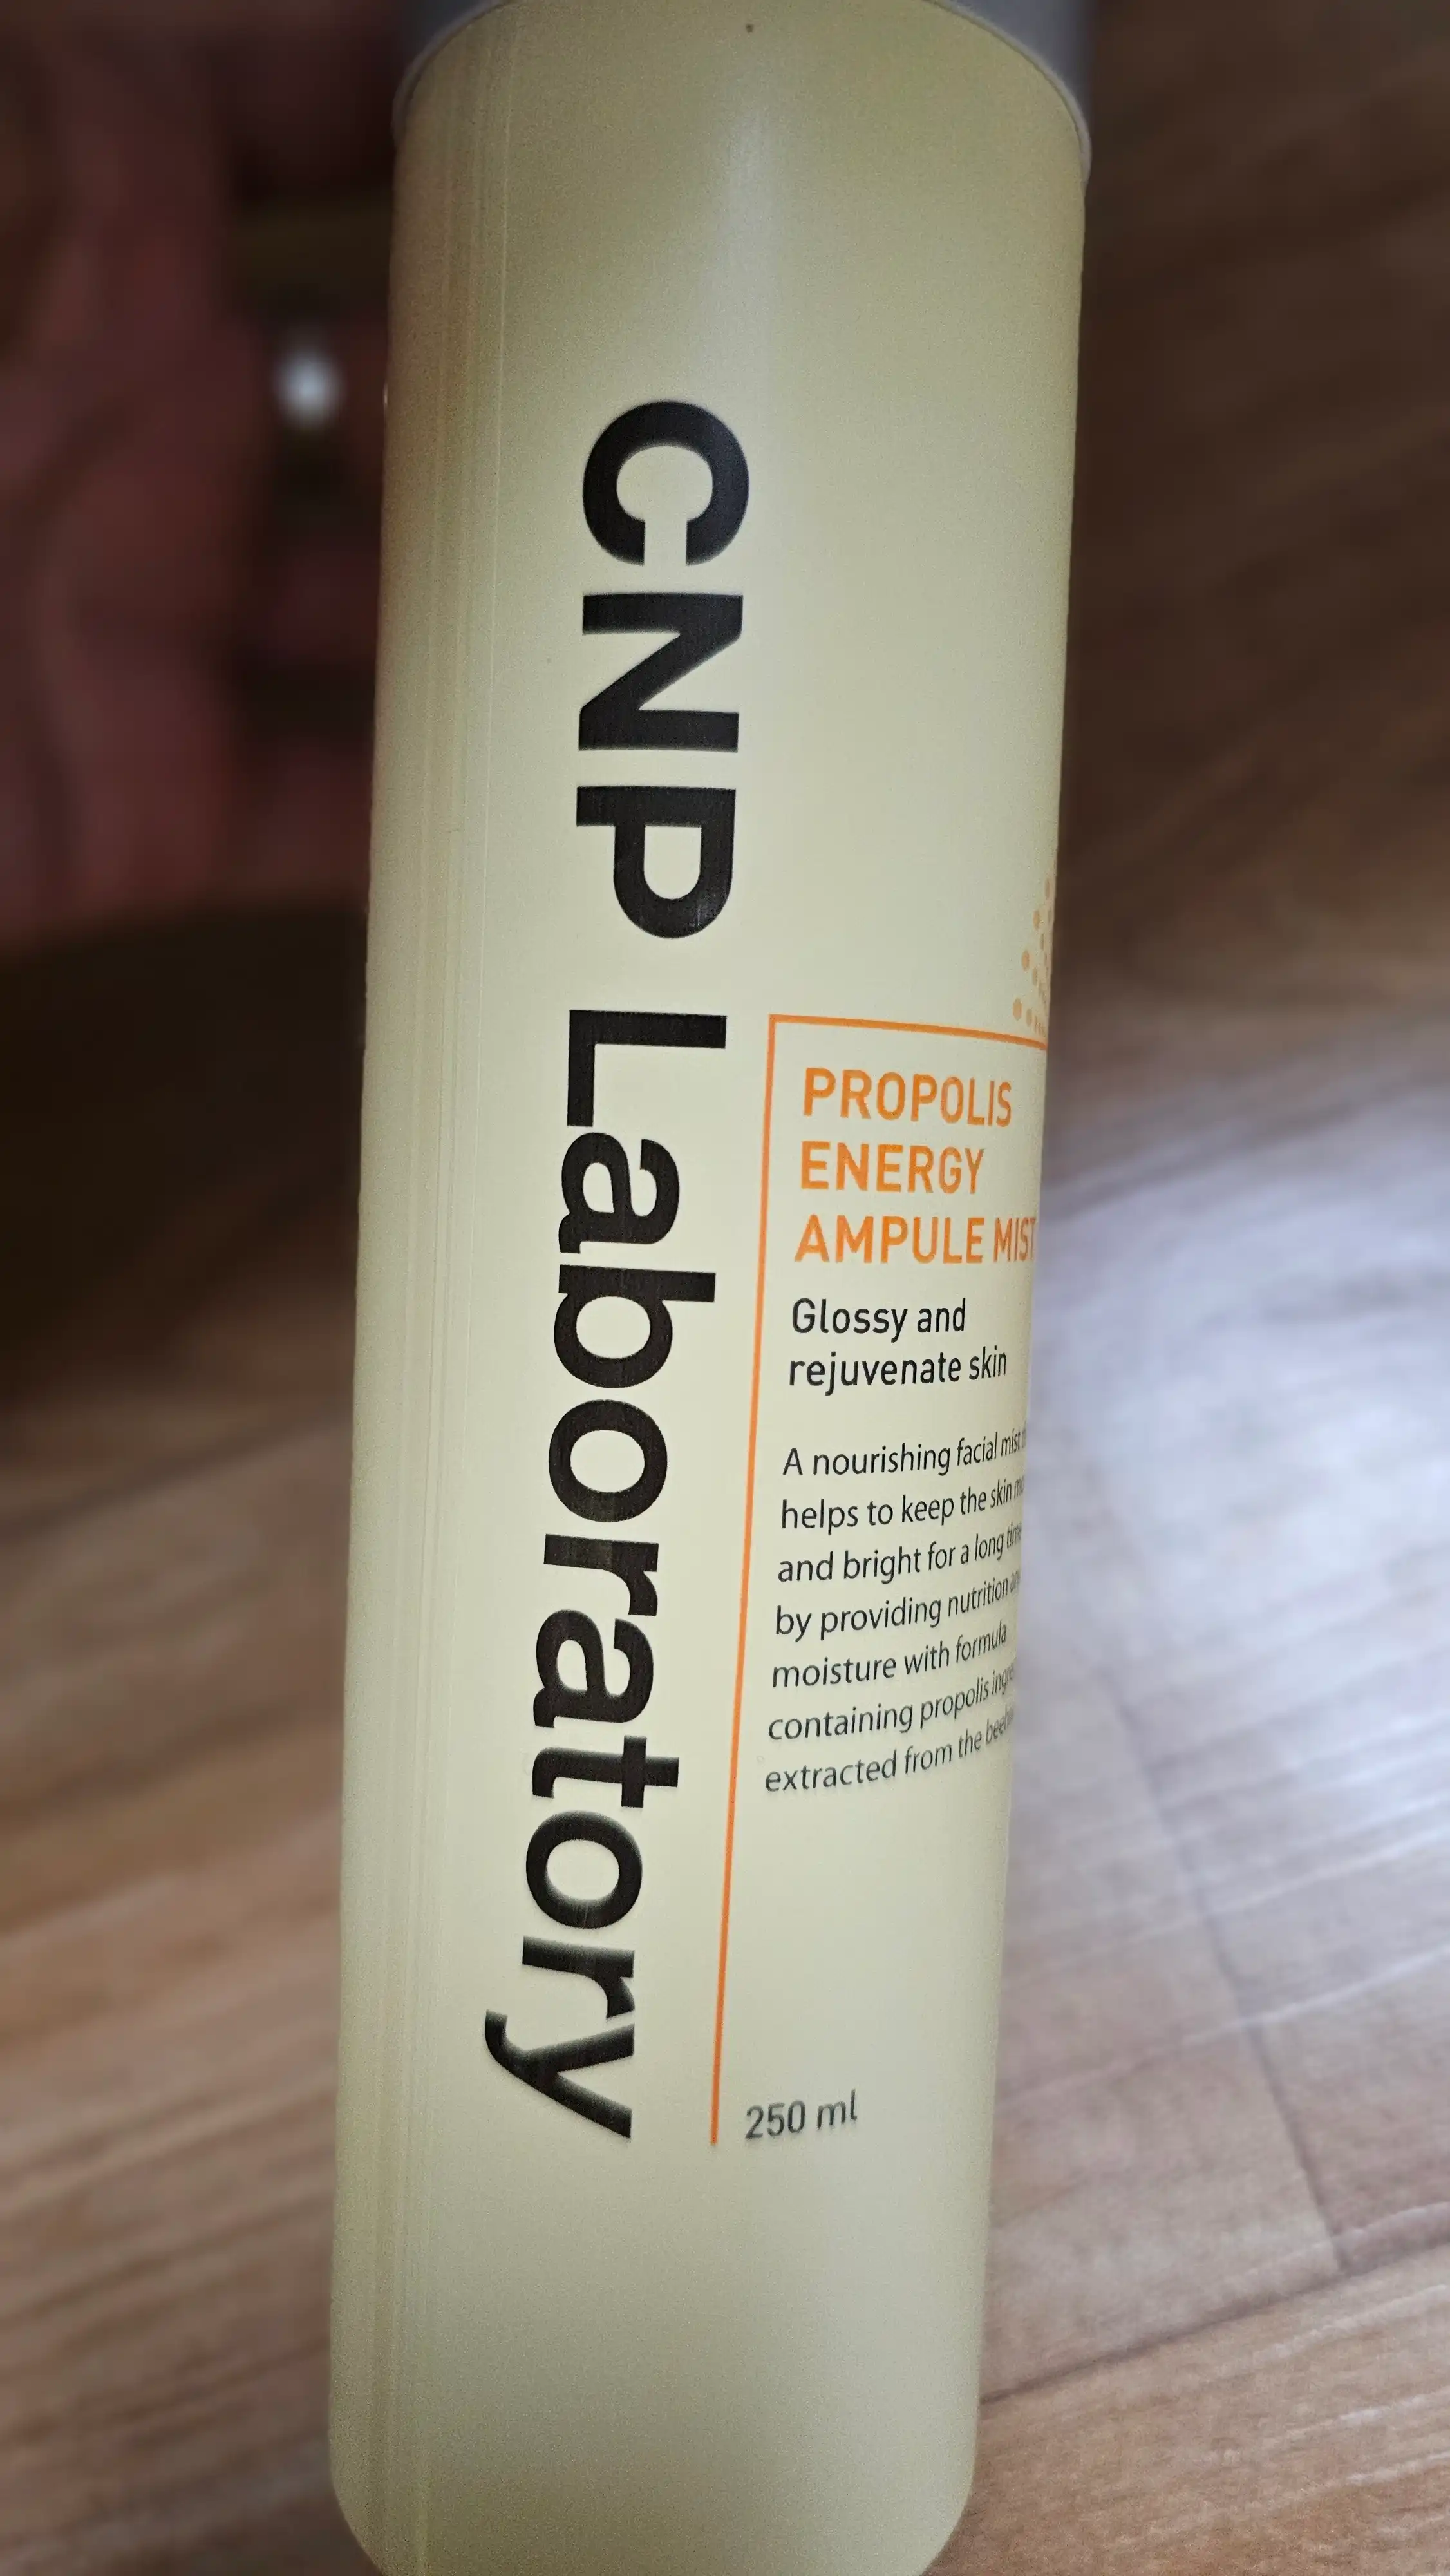 CNP Laboratory
PROPOLIS
ENERGY
AMPULE MIST
Glossy and
rejuvenate skin
A nourishing facial mist
helps to keep the skin
and bright for a long time
by providing nutrition
moisture with formula
containing propolis
extracted from the
250 ml